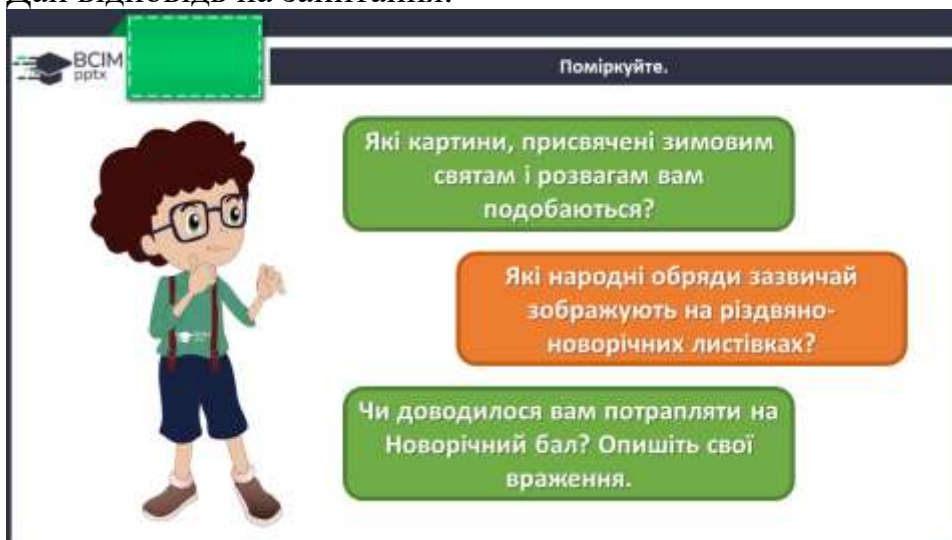 Дай відповідь на запитання.
ВСІМ
pptx
Поміркуйте.
Які картини, присвячені зимовим
святам і розвагам вам
подобаються?
Які народні обряди зазвичай
зображують на різдвяно-
новорічних листівках?
Чи доводилося вам потрапляти на
Новорічний бал? Опишіть свої
враження.